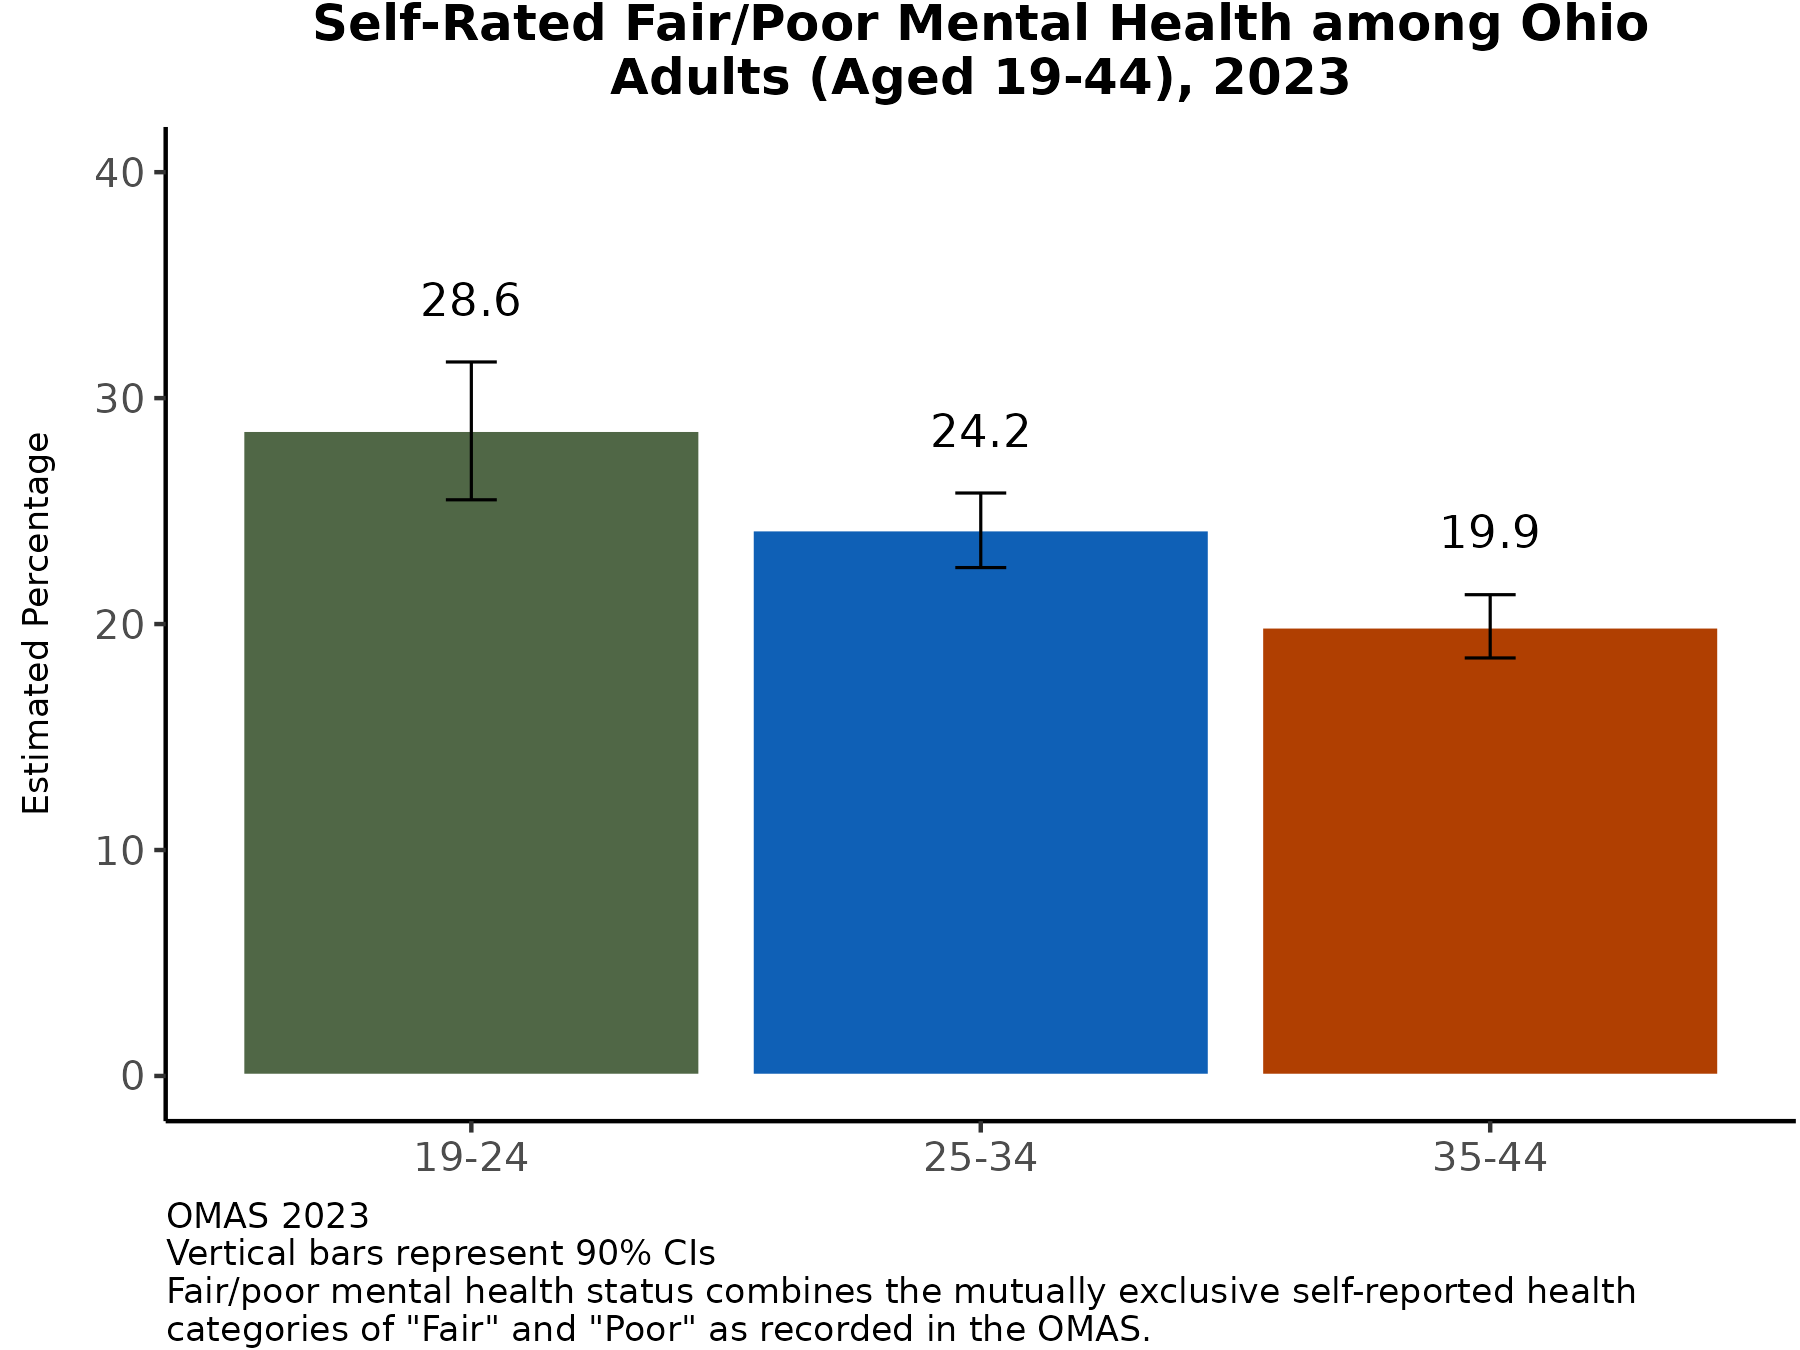 Self-Rated Fair/Poor Mental Health among Ohio
Adults (Aged 19-44), 2023
Estimated Percentage
40
30
20
10
0
28.6
24.2
19.9
19-24
25-34
35-44
OMAS 2023
Vertical bars represent 90% CIs
Fair/poor mental health status combines the mutually exclusive self-reported health
categories of "Fair" and "Poor" as recorded in the OMAS.